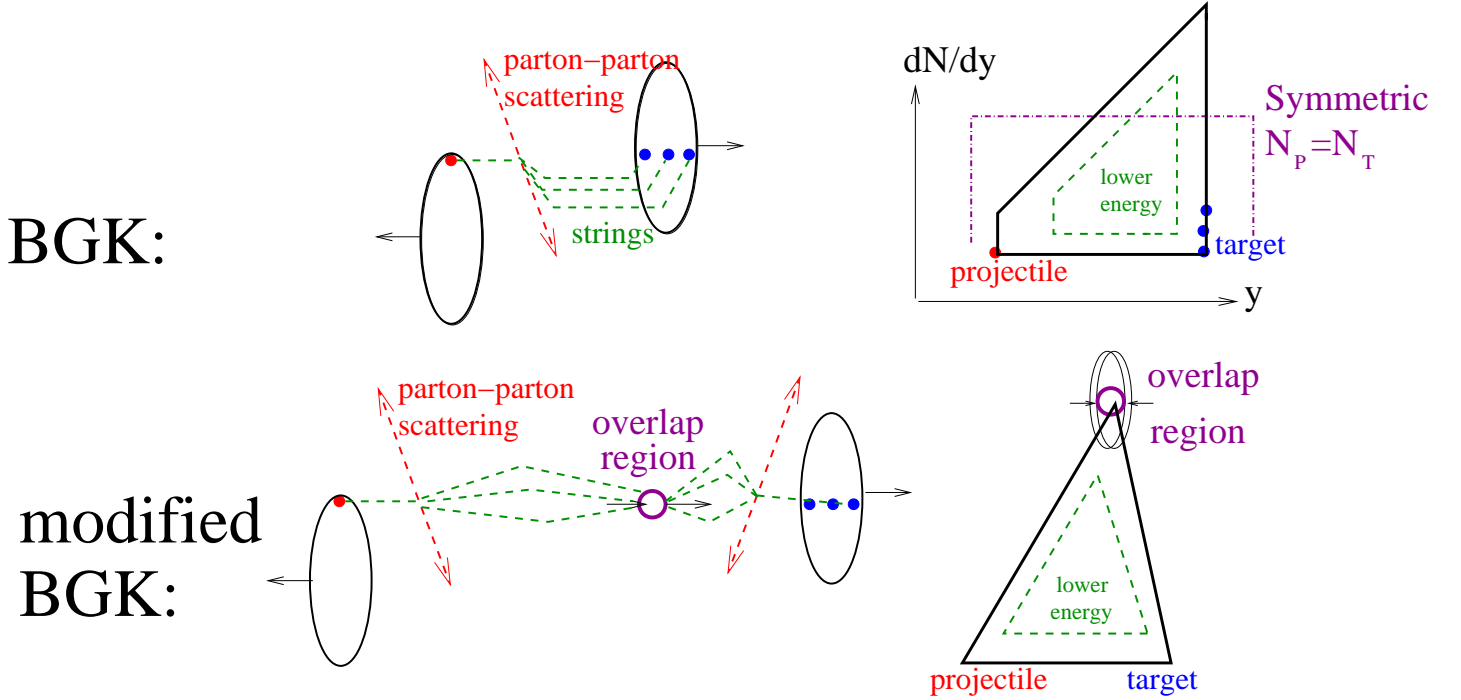 BGK:
parton–parton
scattering
strings
dN/dy
Symmetric
N_P=N_T
lower
energy
target
projectile
y
modified
BGK:
parton–parton
scattering
overlap
region
overlap
region
lower
energy
projectile
target